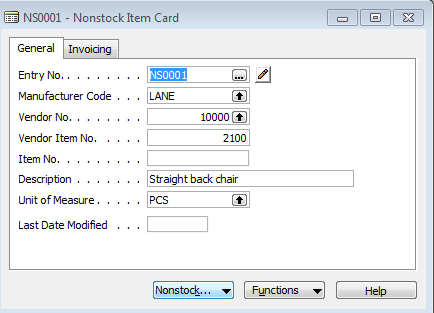 NS0001 - Nonstock Item Card
General Invoicing
Entry No. . . . . . . . . NS0001 ...
Manufacturer Code . . . LANE
Vendor No. . . . . . . . 10000
Vendor Item No. . . . . 2100
Item No. . . . . . . . .
Description . . . . . . Straight back chair
Unit of Measure . . . . . PCS
Last Date Modified . . .
Nonstock... Functions Help